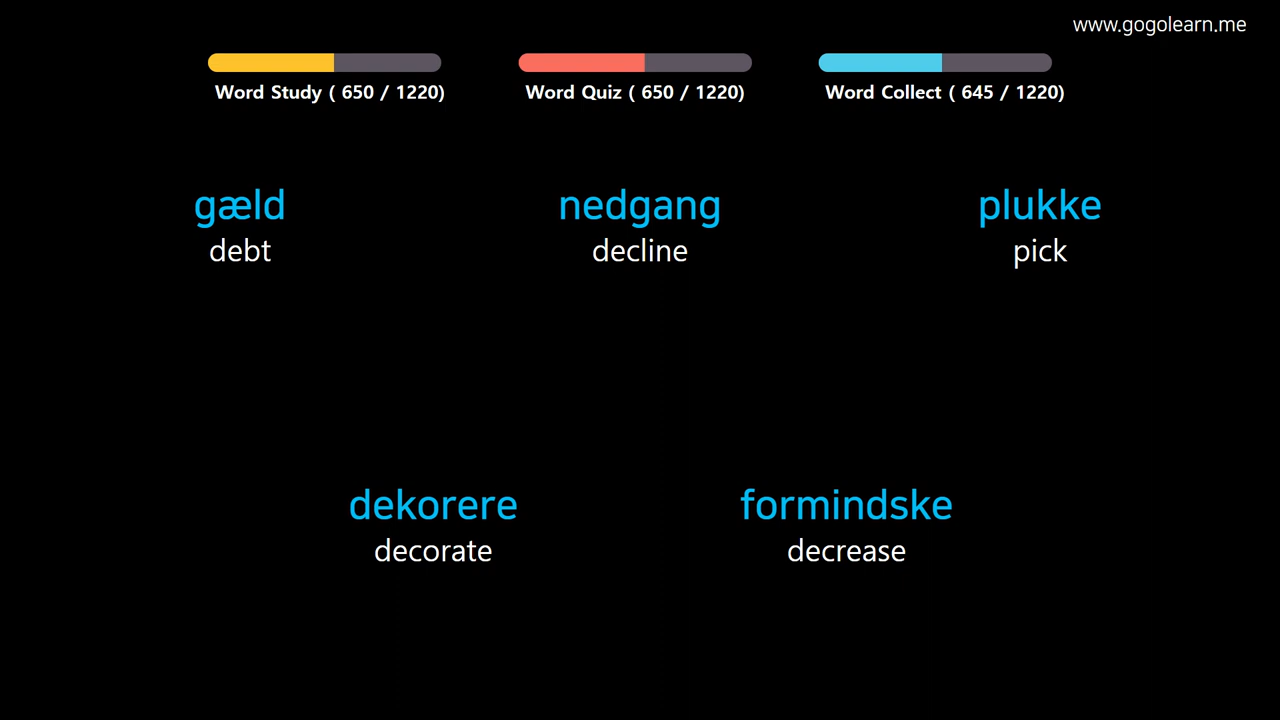 www.gogolearn.me
Word Study ( 650 / 1220)
Word Quiz ( 650 / 1220)
Word Collect ( 645 / 1220)
gæld
debt
nedgang
decline
plukke
pick
dekorere
decorate
formindske
decrease